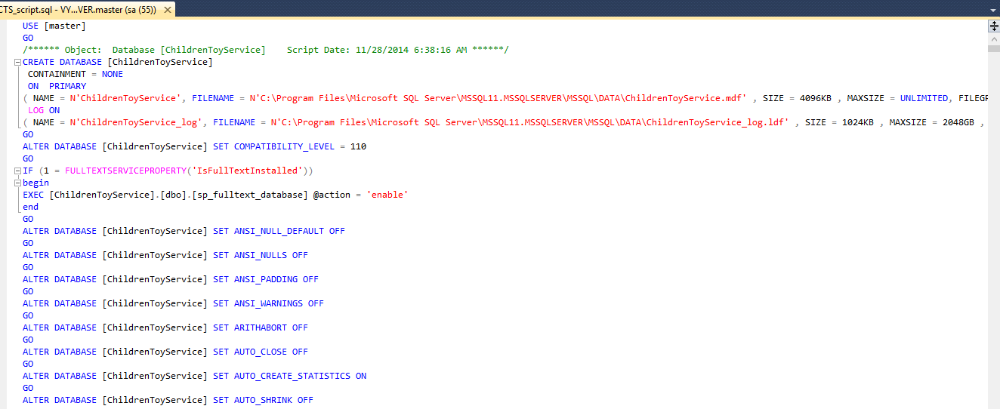 CTS_script.sql - VY...VER.master (sa (55))
USE [master]
GO
/****** Object:  Database [ChildrenToyService]    Script Date: 11/28/2014 6:38:16 AM ******/
CREATE DATABASE [ChildrenToyService]
CONTAINMENT = NONE
ON  PRIMARY
( NAME = N'ChildrenToyService', FILENAME = N'C:\Program Files\Microsoft SQL Server\MSSQL11.MSSQLSERVER\MSSQL\DATA\ChildrenToyService.mdf' , SIZE = 4096KB , MAXSIZE = UNLIMITED, FILEGR
LOG ON
( NAME = N'ChildrenToyService_log', FILENAME = N'C:\Program Files\Microsoft SQL Server\MSSQL11.MSSQLSERVER\MSSQL\DATA\ChildrenToyService_log.ldf' , SIZE = 1024KB , MAXSIZE = 2048GB ,
GO
ALTER DATABASE [ChildrenToyService] SET COMPATIBILITY_LEVEL = 110
GO
IF (1 = FULLTEXTSERVICEPROPERTY('IsFullTextInstalled'))
begin
EXEC [ChildrenToyService].[dbo].[sp_fulltext_database] @action = 'enable'
end
GO
ALTER DATABASE [ChildrenToyService] SET ANSI_NULL_DEFAULT OFF
GO
ALTER DATABASE [ChildrenToyService] SET ANSI_NULLS OFF
GO
ALTER DATABASE [ChildrenToyService] SET ANSI_PADDING OFF
GO
ALTER DATABASE [ChildrenToyService] SET ANSI_WARNINGS OFF
GO
ALTER DATABASE [ChildrenToyService] SET ARITHABORT OFF
GO
ALTER DATABASE [ChildrenToyService] SET AUTO_CLOSE OFF
GO
ALTER DATABASE [ChildrenToyService] SET AUTO_CREATE_STATISTICS ON
GO
ALTER DATABASE [ChildrenToyService] SET AUTO_SHRINK OFF